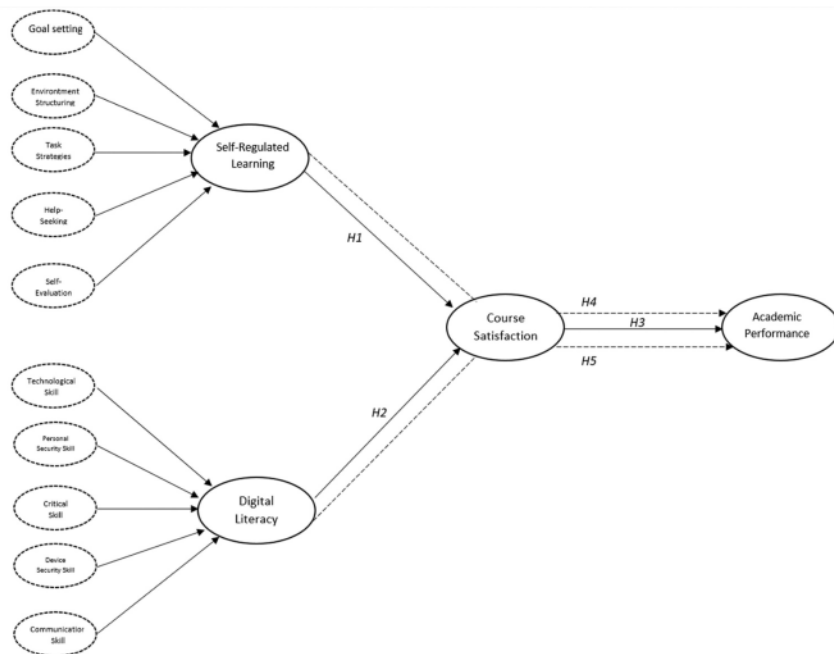 Goal setting
Environtment
Structuring
Task
Strategies
Help-
Seeking
Self-
Evaluation
Self-Regulated
Learning
H1
Course
Satisfaction
H4
H3
H5
Academic
Performance
H2
Technological
Skill
Personal
Security Skill
Critical
Skill
Device
Security Skill
Communication
Skill
Digital
Literacy